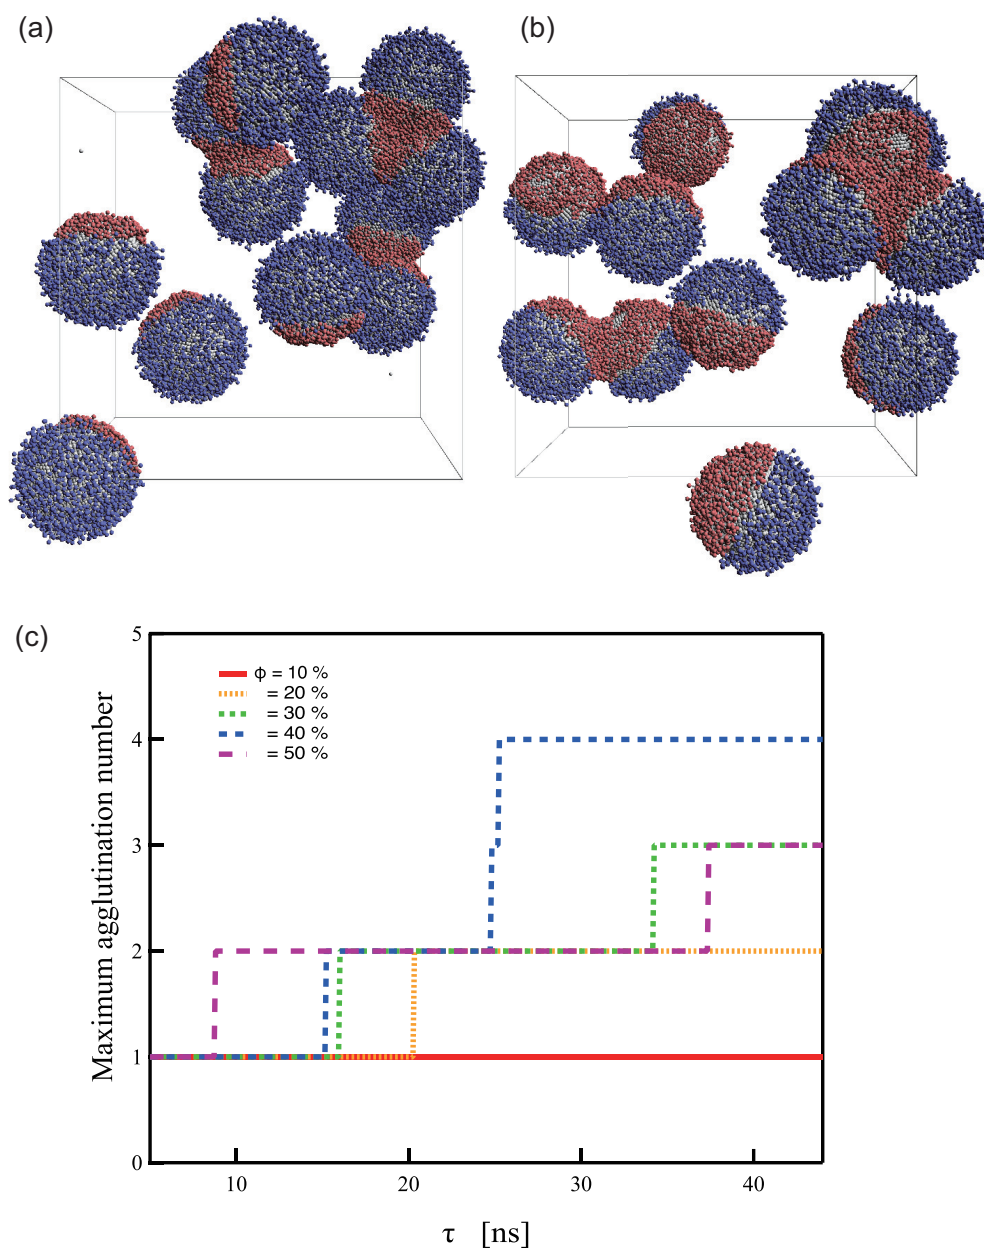 (a)
(b)
(c)
5
4
3
2
1
0
Maximum agglutination number
ϕ = 10 %
= 20 %
= 30 %
= 40 %
= 50 %
10 20 30 40
τ [ns]